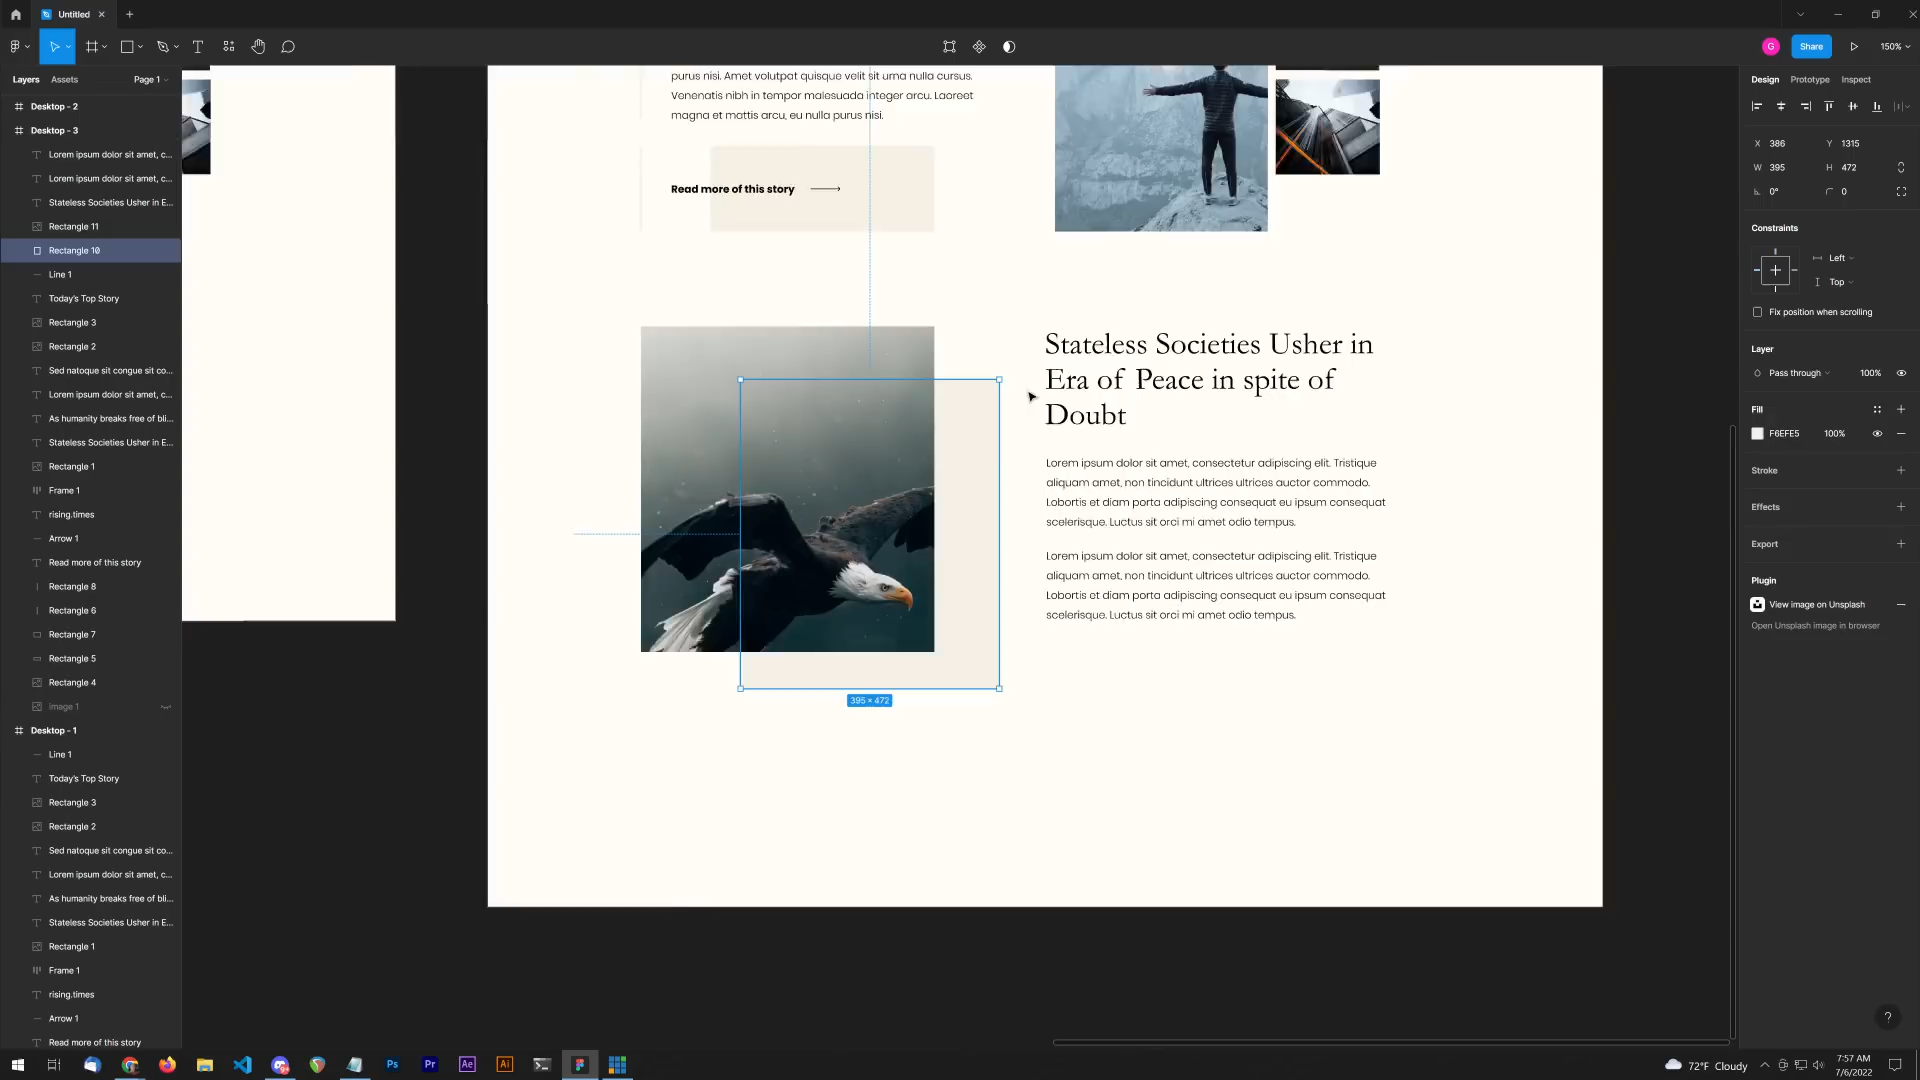 Untitled
Share
150%
Layers
Assets
Page 1
Design
Prototype
Inspect
Desktop - 2
Desktop - 3
Lorem ipsum dolor sit amet, c...
Lorem ipsum dolor sit amet, c...
Stateless Societies Usher in E...
Rectangle 11
Rectangle 10
Line 1
Today's Top Story
Rectangle 3
Rectangle 2
Sed natoque sit congue sit co...
Lorem ipsum dolor sit amet, c...
As humanity breaks free of bli...
Stateless Societies Usher in E...
Rectangle 1
Frame 1
rising.times
Arrow 1
Read more of this story
Rectangle 8
Rectangle 6
Rectangle 7
Rectangle 5
Rectangle 4
image 1
Desktop - 1
Line 1
Today's Top Story
Rectangle 3
Rectangle 2
Sed natoque sit congue sit co...
Lorem ipsum dolor sit amet, c...
As humanity breaks free of bli...
Stateless Societies Usher in E...
Rectangle 1
Frame 1
rising.times
Arrow 1
Read more of this story
purus nisi. Amet volutpat quisque velit sit urna nulla cursus.
Venenatis nibh in tempor malesuada integer arcu. Laoreet
magna et mattis arcu, eu nulla purus nisi.
Read more of this story
Stateless Societies Usher in
Era of Peace in spite of
Doubt
Lorem ipsum dolor sit amet, consectetur adipiscing elit. Tristique
aliquam amet, non tincidunt ultrices ultrices auctor commodo.
Lobortis et diam porta adipiscing consequat eu ipsum consequat
scelerisque. Luctus sit orci mi amet odio tempus.
Lorem ipsum dolor sit amet, consectetur adipiscing elit. Tristique
aliquam amet, non tincidunt ultrices ultrices auctor commodo.
Lobortis et diam porta adipiscing consequat eu ipsum consequat
scelerisque. Luctus sit orci mi amet odio tempus.
395 × 472
X 386 Y 1315
W 395 H 472
0° 0
Constraints
Left
Top
Fix position when scrolling
Layer
Pass through 100%
Fill
F6EFE5 100%
Stroke
Effects
Export
Plugin
View image on Unsplash
Open Unsplash image in browser
?
G
Ps
Pr
Ae
Ai
72°F Cloudy
7:57 AM
7/6/2022